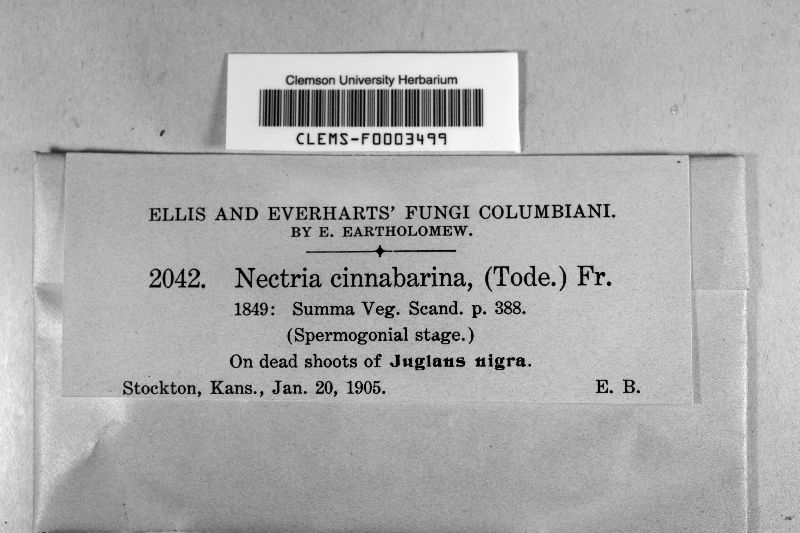 Clemson University Herbarium
CLEMS-F0003499
ELLIS AND EVERHARTS' FUNGI COLUMBIANI.
BY E. EARTHOLOMEW.
2042. Nectria cinnabarina, (Tode.) Fr.
1849: Summa Veg. Scand. p. 388.
(Spermogonial stage.)
On dead shoots of Juglans nigra.
Stockton, Kans., Jan. 20, 1905. E. B.